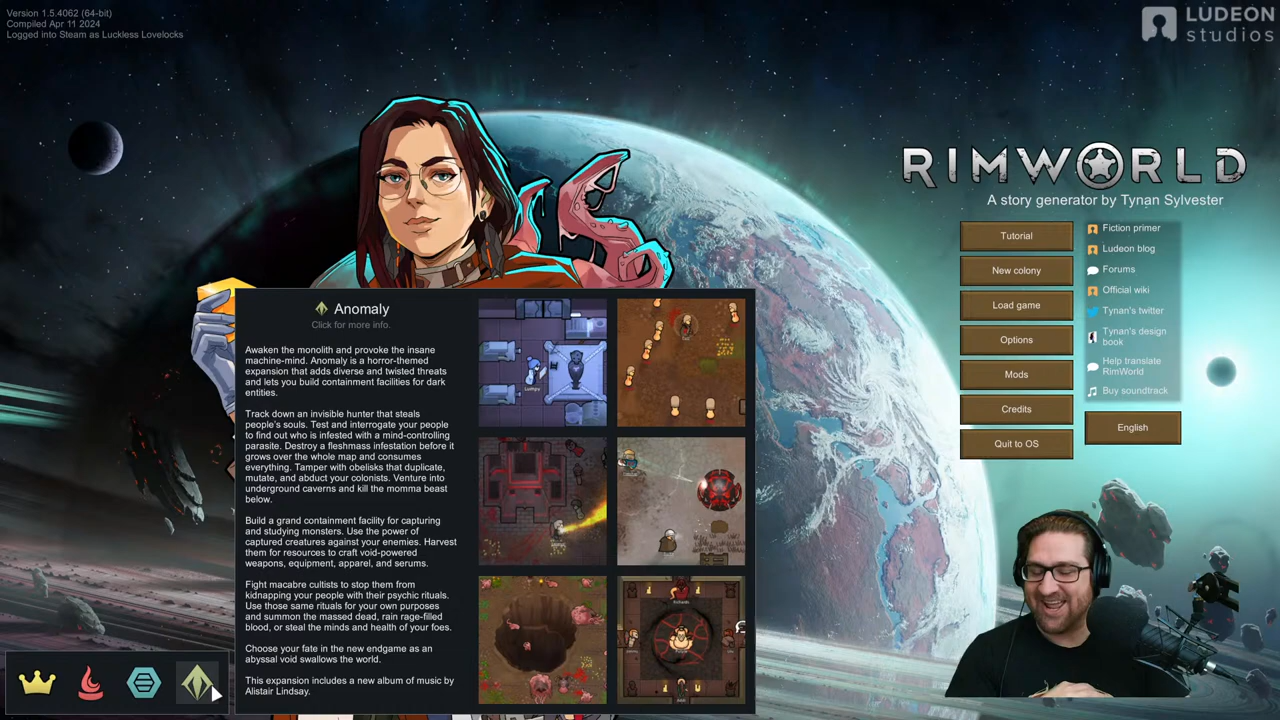 Version 1.5.4062 (64-bit)
Compiled Apr 11 2024
Logged into Steam as Luckless Lovelocks
LUDEON
studios
RIMWORLD
A story generator by Tynan Sylvester
Tutorial
New colony
Load game
Options
Mods
Credits
Quit to OS
Fiction primer
Ludeon blog
Forums
Official wiki
Tynan's twitter
Tynan's design
book
Help translate
RimWorld
Buy soundtrack
English
Anomaly
Click for more info.
Awaken the monolith and provoke the insane
machine-mind. Anomaly is a horror-themed
expansion that adds diverse and twisted threats
and lets you build containment facilities for dark
entities.
Track down an invisible hunter that steals
people's souls. Test and interrogate your people
to find out who is infested with a mind-controlling
parasite. Destroy a fleshmass infestation before it
grows over the whole map and consumes
everything. Tamper with obelisks that duplicate,
mutate, and abduct your colonists. Venture into
underground caverns and kill the momma beast
below.
Build a grand containment facility for capturing
and studying monsters. Use the power of
captured creatures against your enemies. Harvest
them for resources to craft void-powered
weapons, equipment, apparel, and serums.
Fight macabre cultists to stop them from
kidnapping your people with their psychic rituals.
Use those same rituals for your own purposes
and summon the massed dead, rain rage-filled
blood, or steal the minds and health of your foes.
Choose your fate in the new endgame as an
abyssal void swallows the world.
This expansion includes a new album of music by
Alistair Lindsay.